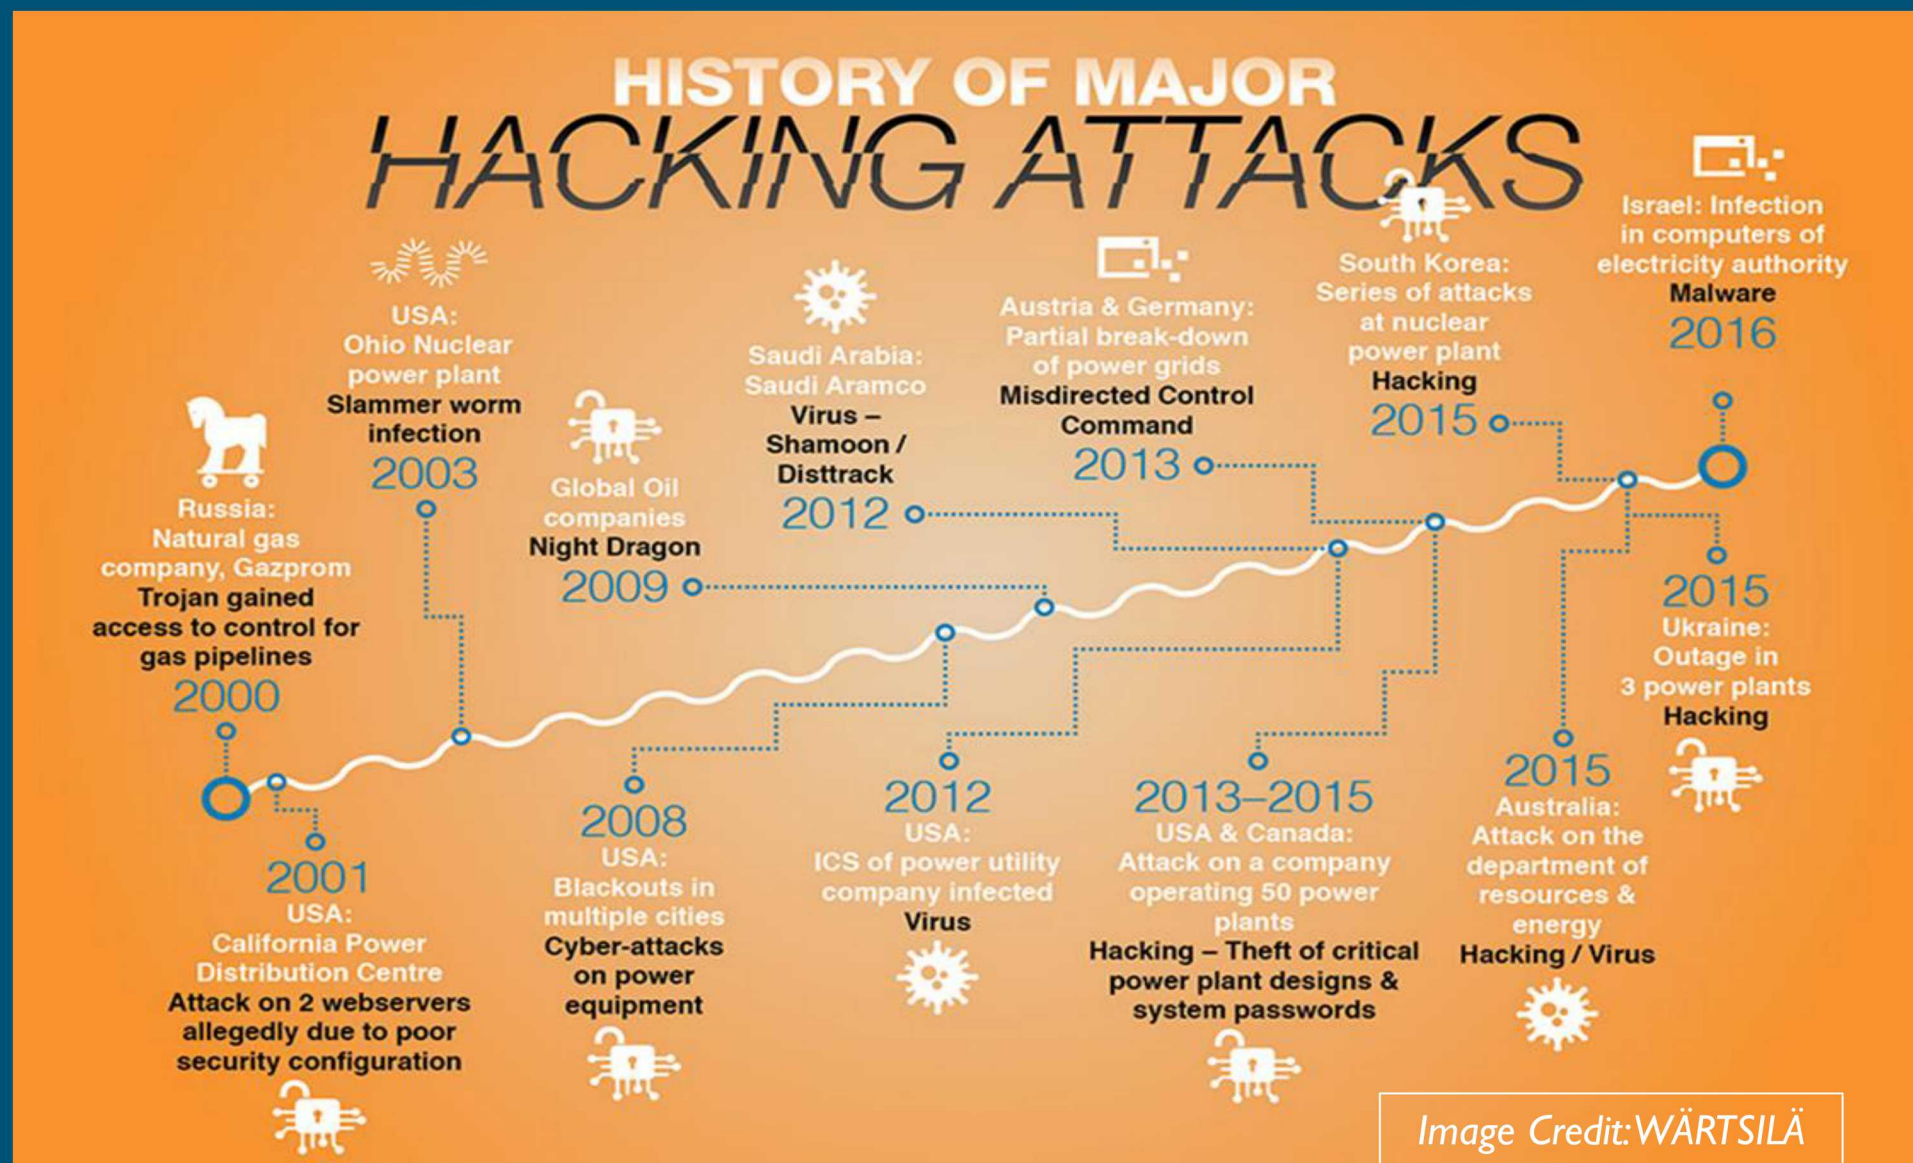 HISTORY OF MAJOR
HACKING ATTACKS
Russia:
Natural gas
company, Gazprom
Trojan gained
access to control for
gas pipelines
2000
2001
USA:
California Power
Distribution Centre
Attack on 2 webservers
allegedly due to poor
security configuration
USA:
Ohio Nuclear
power plant
Slammer worm
infection
2003
2008
USA:
Blackouts in
multiple cities
Cyber-attacks
on power
equipment
Global Oil
companies
Night Dragon
2009
Saudi Arabia:
Saudi Aramco
Virus –
Shamoon /
Disttrack
2012
2012
USA:
ICS of power utility
company infected
Virus
Austria & Germany:
Partial break-down
of power grids
Misdirected Control
Command
2013
2013–2015
USA & Canada:
Attack on a company
operating 50 power
plants
Hacking – Theft of critical
power plant designs &
system passwords
South Korea:
Series of attacks
at nuclear
power plant
Hacking
2015
2015
Australia:
Attack on the
department of
resources &
energy
Hacking / Virus
2015
Ukraine:
Outage in
3 power plants
Hacking
Israel: Infection
in computers of
electricity authority
Malware
2016
Image Credit:WÄRTSILÄ